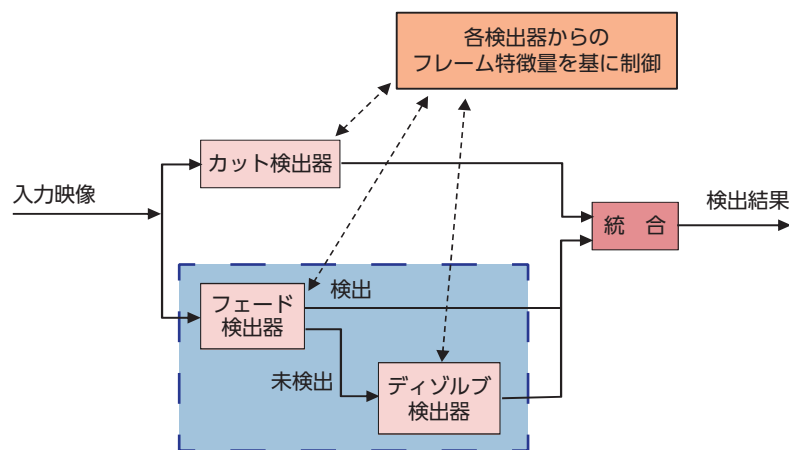 各検出器からの
フレーム特徴量を基に制御
カット検出器
入力映像
検出結果
統　合
フェード
検出器
検出
未検出
ディゾルブ
検出器